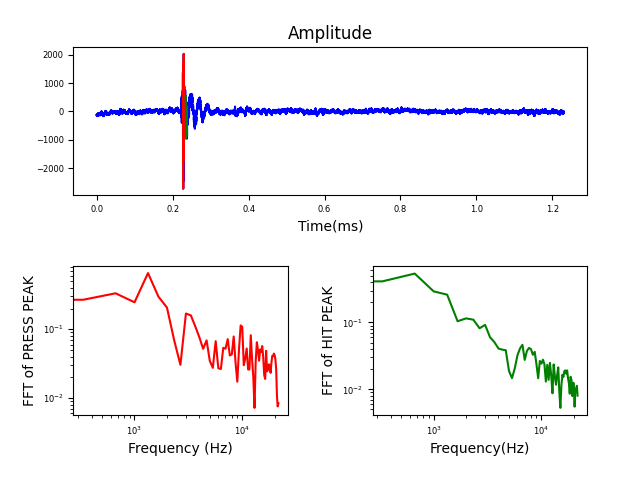 Amplitude
2000
1000
0
−1000
−2000
0.0 0.2 0.4 0.6 0.8 1.0 1.2
Time(ms)
FFT of PRESS PEAK
10⁻¹
10⁻²
10³ 10⁴
Frequency (Hz)
FFT of HIT PEAK
10⁻¹
10⁻²
10³ 10⁴
Frequency(Hz)